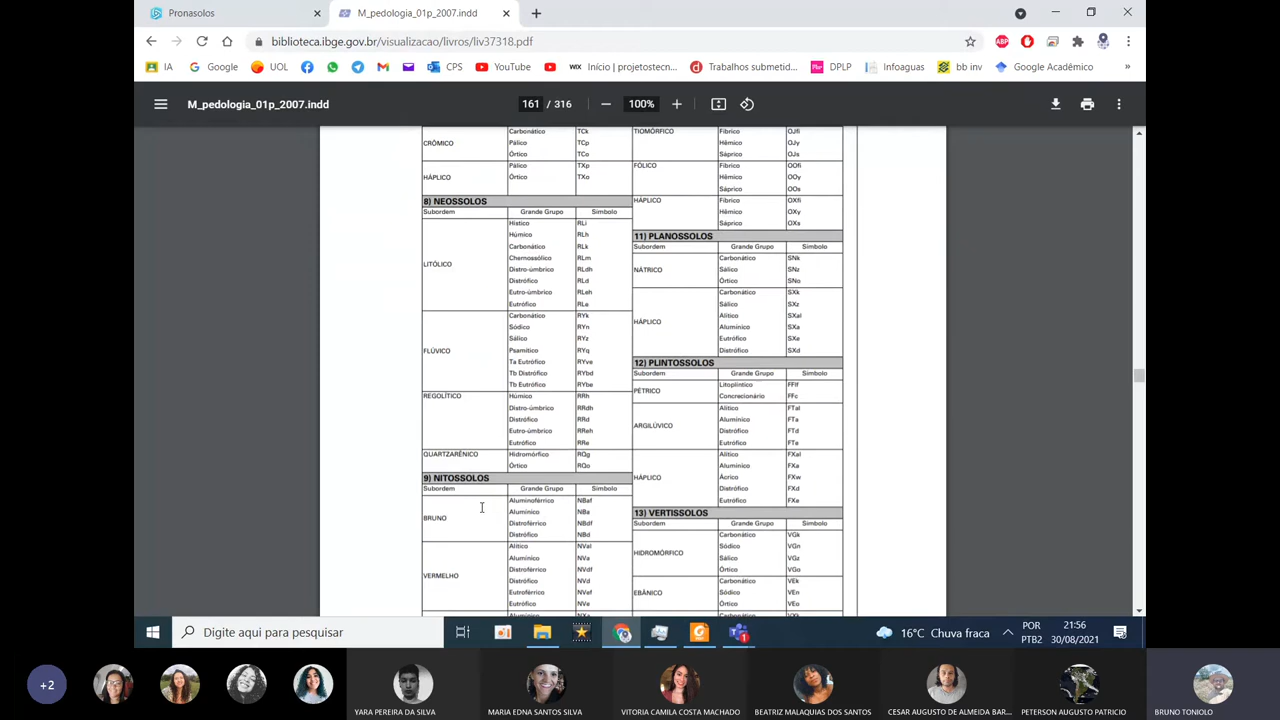 Pronasolos
M_pedologia_01p_2007.indd
biblioteca.ibge.gov.br/visualizacao/livros/liv37318.pdf
IA Google UOL CPS YouTube Início | projetostecn... Trabalhos submetid... DPLP Infoaguas bb inv Google Acadêmico »
M_pedologia_01p_2007.indd 161 / 316 100%
CRÔMICO
Carbonático TCk
Pálico TCp
Órtico TCo
HÁPLICO
Pálico TXp
Órtico TXo
8) NEOSSOLOS
Subordem Grande Grupo Símbolo
LITÓLICO
Hístico RLi
Húmico RLh
Carbonático RLk
Chernossólico RLm
Distro-úmbrico RLdh
Distrófico RLd
Eutro-úmbrico RLeh
Eutrófico RLe
FLÚVICO
Carbonático RYk
Sódico RYn
Sálico RYz
Psamítico RYq
Ta Eutrófico RYve
Tb Distrófico RYbd
Tb Eutrófico RYbe
REGOLÍTICO
Húmico RRh
Distro-úmbrico RRdh
Distrófico RRd
Eutro-úmbrico RReh
Eutrófico RRe
QUARTZARÊNICO
Hidromórfico RQg
Órtico RQo
9) NITOSSOLOS
Subordem Grande Grupo Símbolo
BRUNO
Aluminoférrico NBaf
Alumínico NBa
Distroférrico NBdf
Distrófico NBd
VERMELHO
Alítico NVal
Alumínico NVa
Distroférrico NVdf
Distrófico NVd
Eutroférrico NVef
Eutrófico NVe
TIOMÓRFICO
Fíbrico OJfi
Hêmico OJy
Sáprico OJs
FÓLICO
Fíbrico OOfi
Hêmico OOy
Sáprico OOs
HÁPLICO
Fíbrico OXfi
Hêmico OXy
Sáprico OXs
11) PLANOSSOLOS
Subordem Grande Grupo Símbolo
NÁTRICO
Carbonático SNk
Sálico SNz
Órtico SNo
HÁPLICO
Carbonático SXk
Sálico SXz
Alítico SXal
Alumínico SXa
Eutrófico SXe
Distrófico SXd
12) PLINTOSSOLOS
Subordem Grande Grupo Símbolo
PÉTRICO
Litoplíntico FFlf
Concrecionário FFc
ARGILÚVICO
Alítico FTal
Alumínico FTa
Distrófico FTd
Eutrófico FTe
HÁPLICO
Alítico FXal
Alumínico FXa
Ácrico FXw
Distrófico FXd
Eutrófico FXe
13) VERTISSOLOS
Subordem Grande Grupo Símbolo
HIDROMÓRFICO
Carbonático VGk
Sódico VGn
Sálico VGz
Órtico VGo
EBÂNICO
Carbonático VEk
Sódico VEn
Órtico VEo
Digite aqui para pesquisar
16°C Chuva fraca
POR
PTB2
21:56
30/08/2021
+2
YARA PEREIRA DA SILVA
MARIA EDNA SANTOS SILVA
VITORIA CAMILA COSTA MACHADO
BEATRIZ MALAQUIAS DOS SANTOS
CESAR AUGUSTO DE ALMEIDA BAR...
PETERSON AUGUSTO PATRICIO
BRUNO TONIOLO